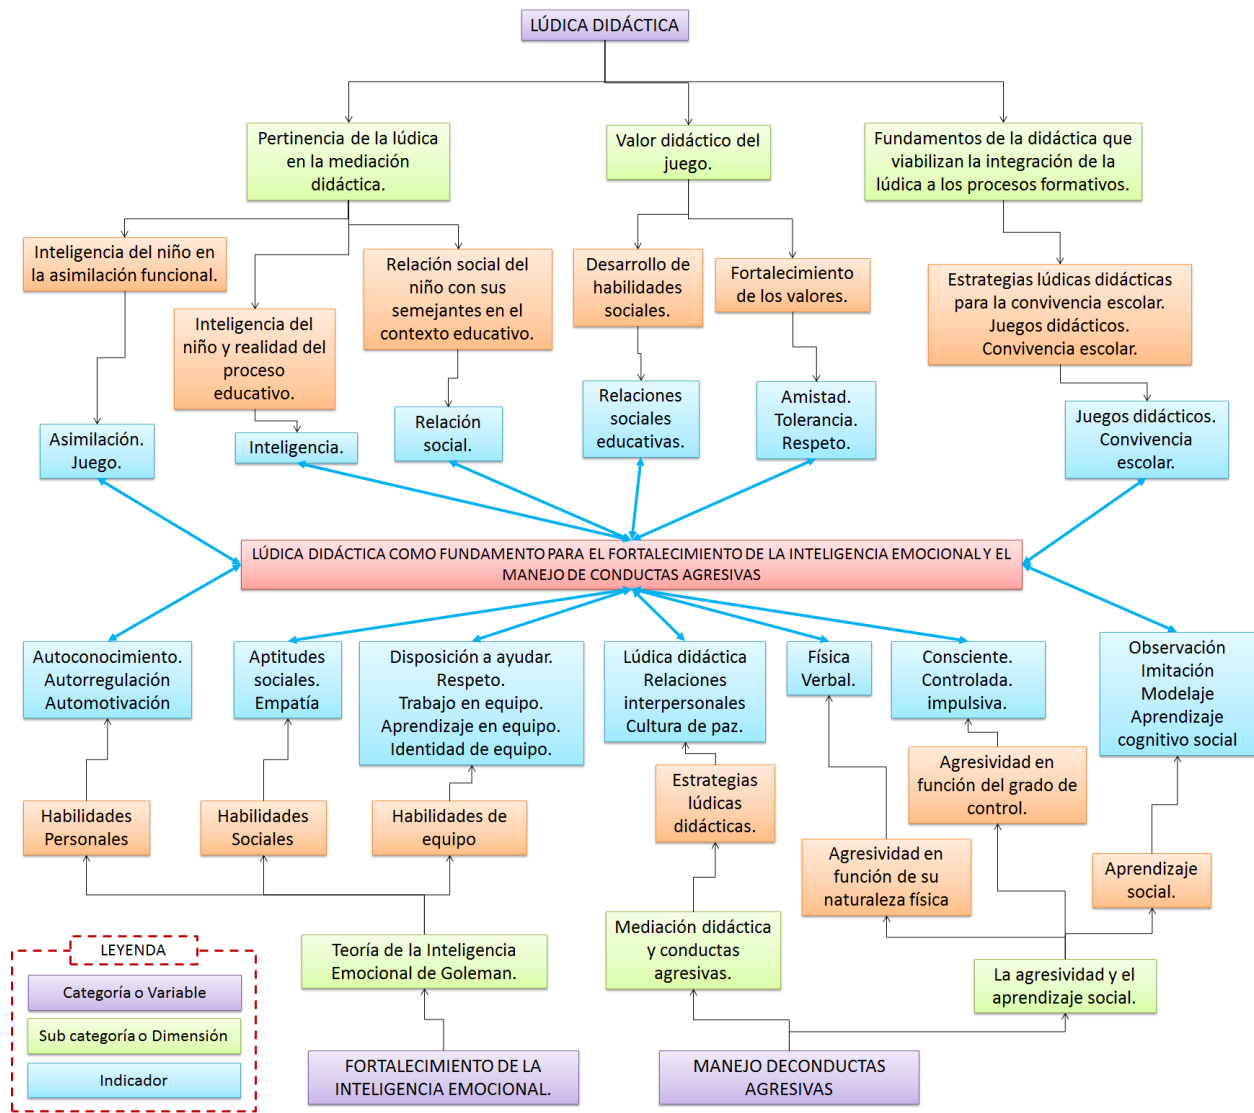 LÚDICA DIDÁCTICA
Pertinencia de la lúdica
en la mediación
didáctica.
Valor didáctico del
juego.
Fundamentos de la didáctica que
viabilizan la integración de la
lúdica a los procesos formativos.
Inteligencia del niño en
la asimilación funcional.
Inteligencia del
niño y realidad del
proceso
educativo.
Relación social del
niño con sus
semejantes en el
contexto educativo.
Desarrollo de
habilidades
sociales.
Fortalecimiento
de los valores.
Estrategias lúdicas didácticas
para la convivencia escolar.
Juegos didácticos.
Convivencia escolar.
Asimilación.
Juego.
Inteligencia.
Relación
social.
Relaciones
sociales
educativas.
Amistad.
Tolerancia.
Respeto.
Juegos didácticos.
Convivencia
escolar.
LÚDICA DIDÁCTICA COMO FUNDAMENTO PARA EL FORTALECIMIENTO DE LA INTELIGENCIA EMOCIONAL Y EL
MANEJO DE CONDUCTAS AGRESIVAS
Autoconocimiento.
Autorregulación
Automotivación
Aptitudes
sociales.
Empatía
Disposición a ayudar.
Respeto.
Trabajo en equipo.
Aprendizaje en equipo.
Identidad de equipo.
Lúdica didáctica
Relaciones
interpersonales
Cultura de paz.
Física
Verbal.
Consciente.
Controlada.
impulsiva.
Observación
Imitación
Modelaje
Aprendizaje
cognitivo social
Habilidades
Personales
Habilidades
Sociales
Habilidades de
equipo
Estrategias
lúdicas
didácticas.
Agresividad en
función de su
naturaleza física
Agresividad en
función del grado de
control.
Aprendizaje
social.
Teoría de la Inteligencia
Emocional de Goleman.
Mediación didáctica
y conductas
agresivas.
La agresividad y el
aprendizaje social.
FORTALECIMIENTO DE LA
INTELIGENCIA EMOCIONAL.
MANEJO DECONDUCTAS
AGRESIVAS
LEYENDA
Categoría o Variable
Sub categoría o Dimensión
Indicador